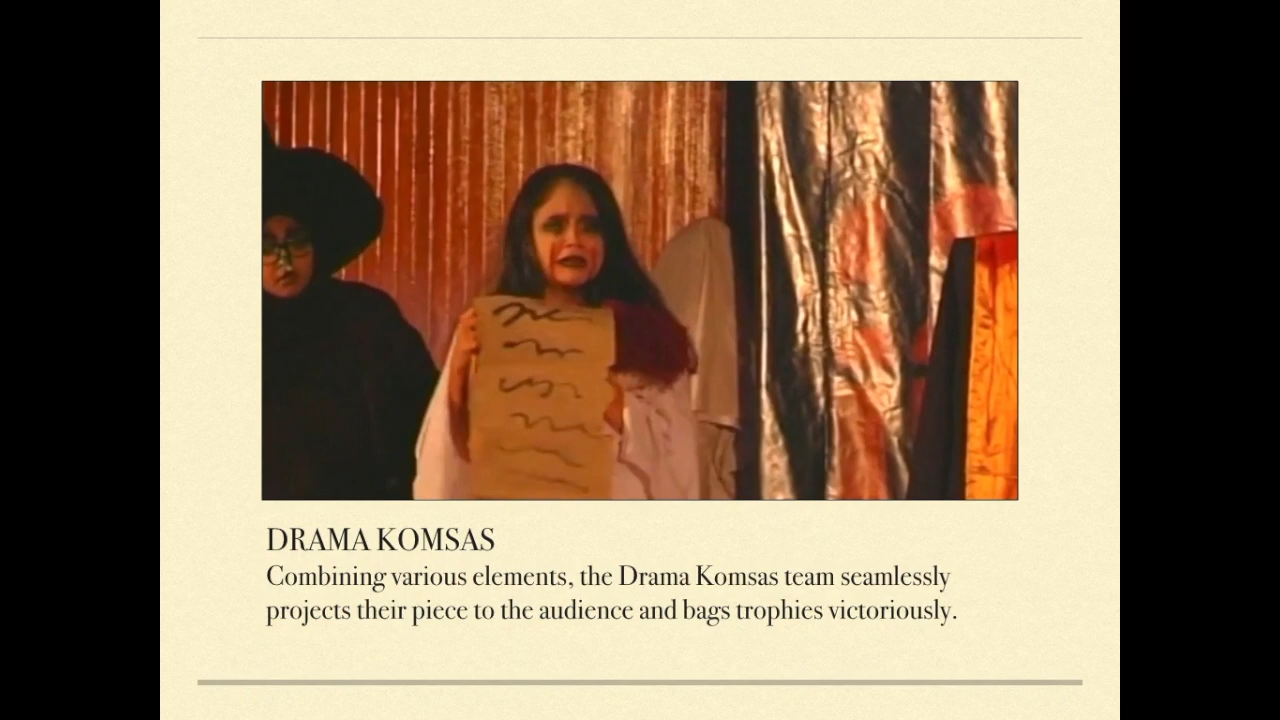 DRAMA KOMSAS
Combining various elements, the Drama Komsas team seamlessly
projects their piece to the audience and bags trophies victoriously.